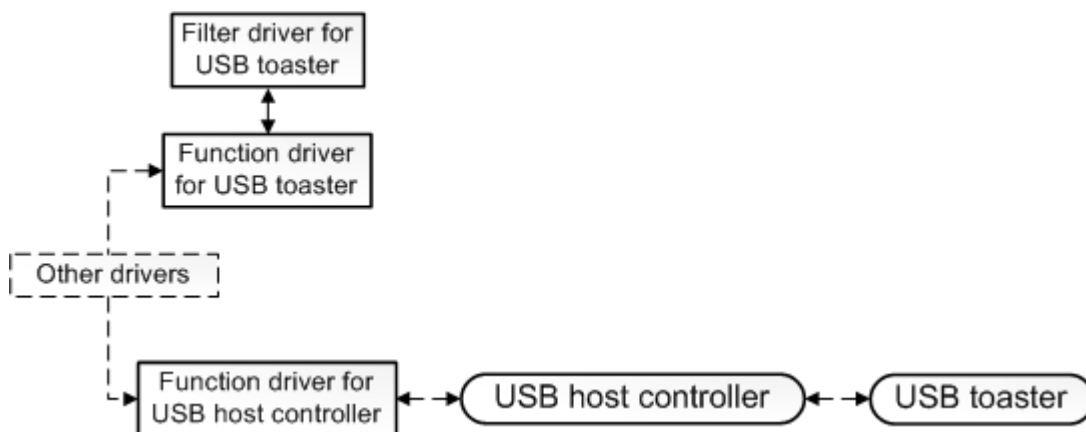 Filter driver for
USB toaster
Function driver
for USB toaster
Other drivers
Function driver for
USB host controller
USB host controller
USB toaster